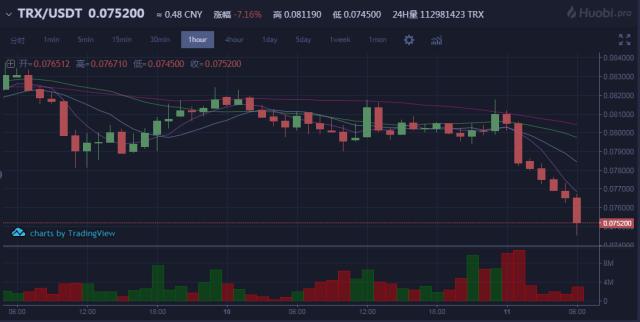 TRX/USDT 0.075200 ≈ 0.48 CNY 涨幅 -7.16% 高 0.081190 低 0.074500 24H量 112981423 TRX
Huobi.pro
分时 1min 5min 15min 30min 1hour 4hour 1day 5day 1week 1mon
开=0.076512 高=0.076710 低=0.074500 收=0.075200
0.084000
0.083000
0.082000
0.081000
0.080000
0.079000
0.078000
0.077000
0.076000
0.075200
0.074000
charts by TradingView
8M
4M
0
06:00 12:00 18:00 10 06:00 12:00 18:00 11 06:00